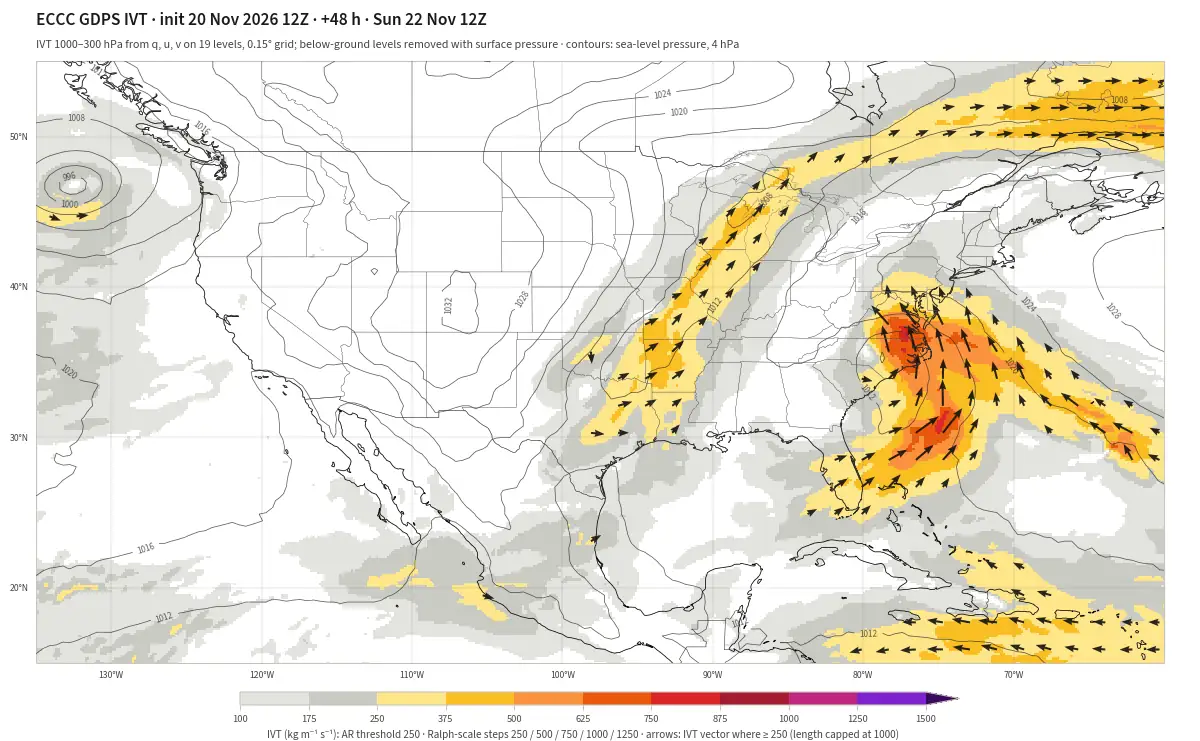 ECCC GDPS IVT · init 20 Nov 2026 12Z · +48 h · Sun 22 Nov 12Z
IVT 1000–300 hPa from q, u, v on 19 levels, 0.15° grid; below-ground levels removed with surface pressure · contours: sea-level pressure, 4 hPa
1024
1008
1020
1008
1016
50°N
996
1000
1016
1028
1032
1012
40°N
1024
1028
1020
1012
30°N
1016
20°N
1012
1012
130°W 120°W 110°W 100°W 90°W 80°W 70°W
100 175 250 375 500 625 750 875 1000 1250 1500
IVT (kg m⁻¹ s⁻¹): AR threshold 250 · Ralph-scale steps 250 / 500 / 750 / 1000 / 1250 · arrows: IVT vector where ≥ 250 (length capped at 1000)